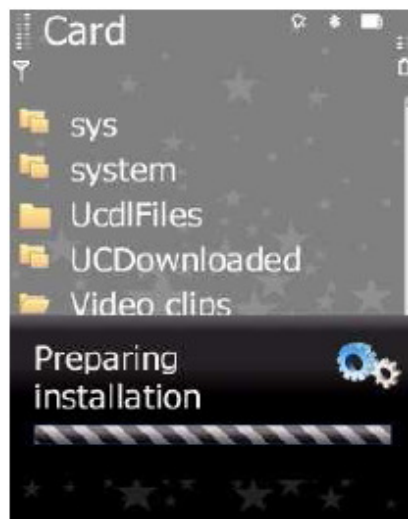 Card
sys
system
UcdlFiles
UCDownloaded
Video clips
Preparing
installation